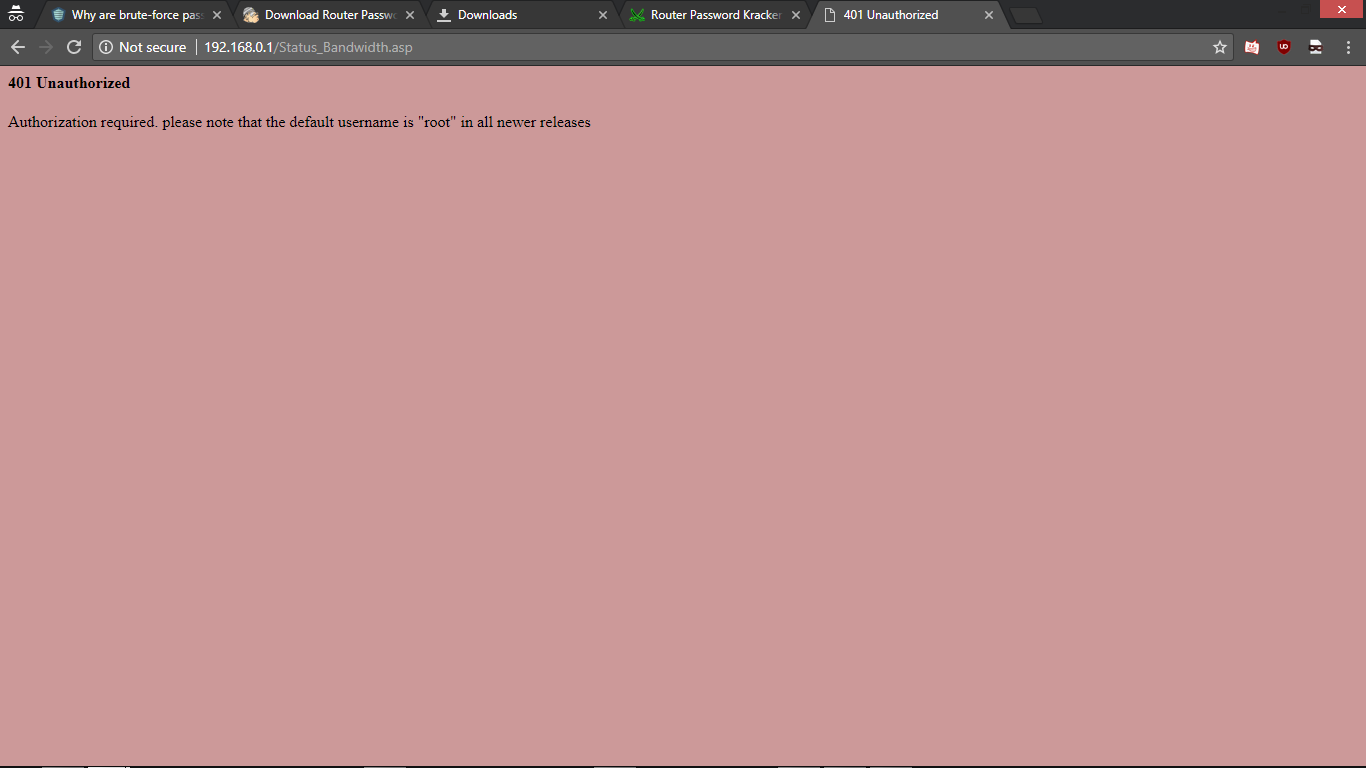 Why are brute-force pas
Download Router Passwo
Downloads
Router Password Kracker
401 Unauthorized
Not secure | 192.168.0.1/Status_Bandwidth.asp
401 Unauthorized
Authorization required. please note that the default username is "root" in all newer releases